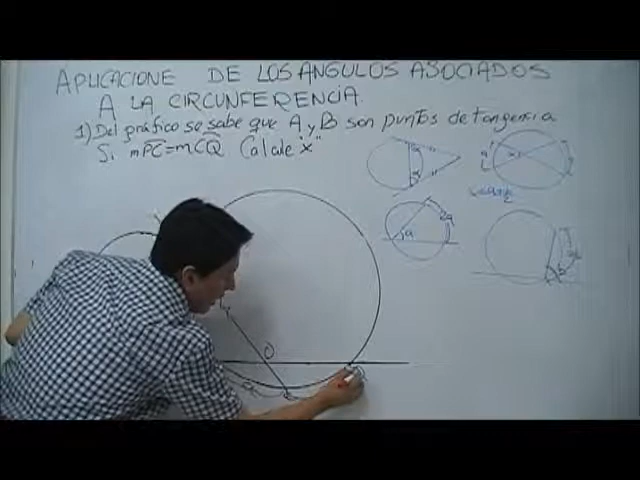 APLICACIONE DE LOS ANGULOS ASOCIADOS
A LA CIRCUNFERENCIA.
1) Del gráfico se sabe que A y B son puntos de tangencia
Si mPC=mCQ Calcule "x"
O